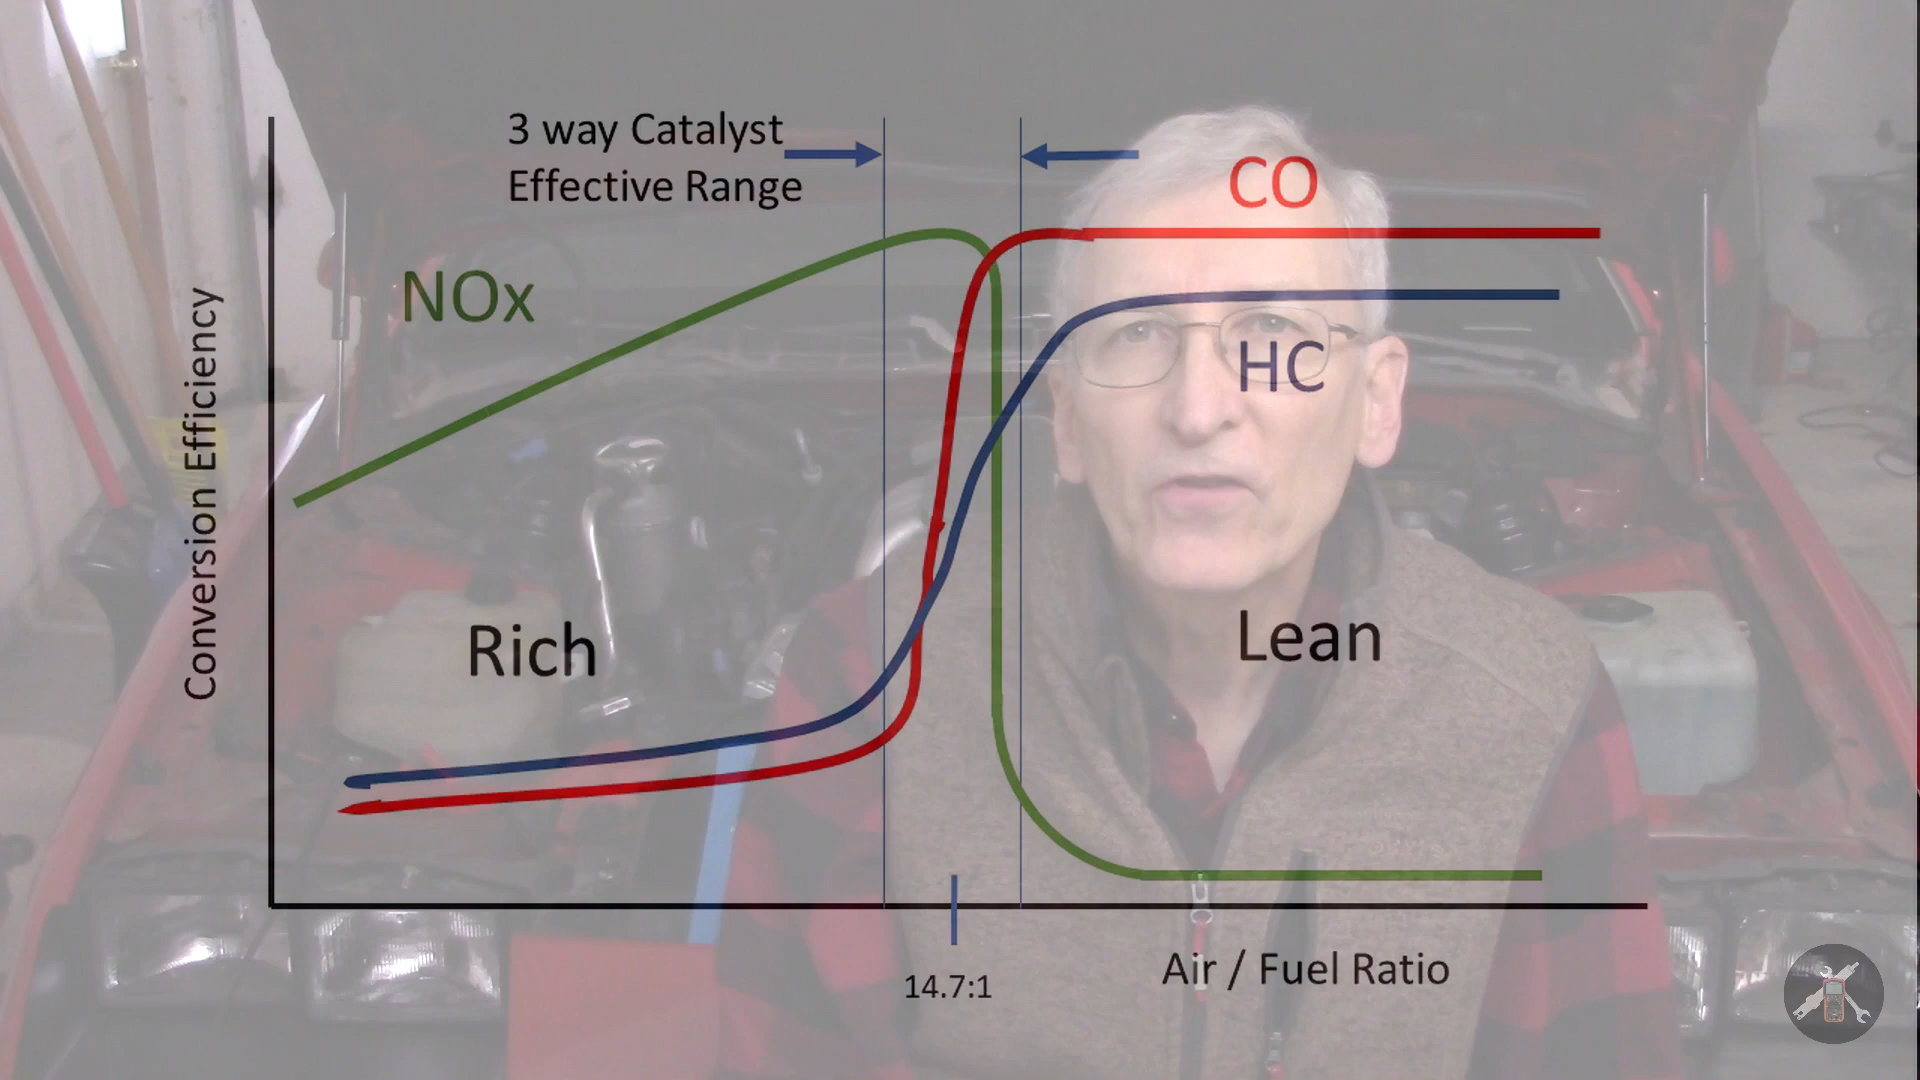 3 way Catalyst
Effective Range
CO
NOx
HC
Conversion Efficiency
Rich
Lean
14.7:1
Air / Fuel Ratio